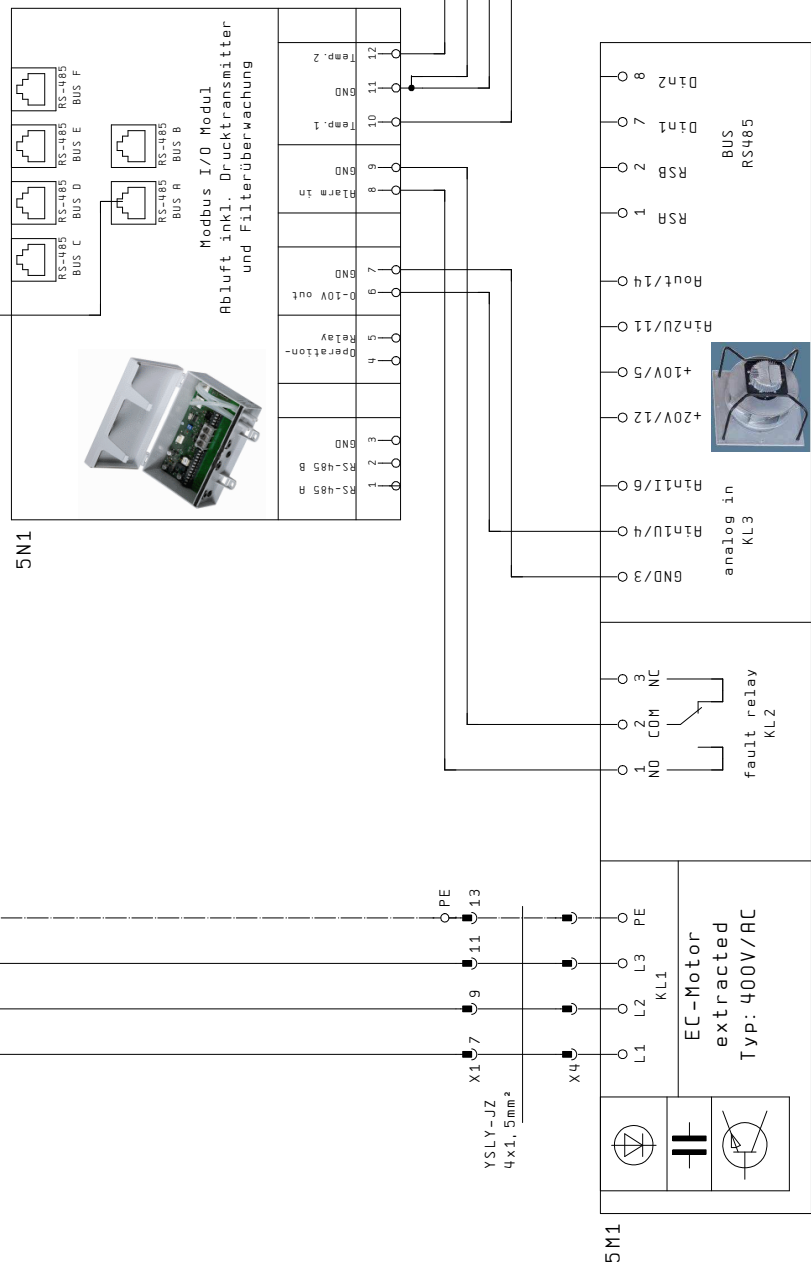 5N1
RS-485
BUS C
RS-485
BUS D
RS-485
BUS E
RS-485
BUS F
RS-485
BUS A
RS-485
BUS B
Modbus I/O Modul
Abluft inkl. Drucktransmitter
und Filterüberwachung
RS-485 A
RS-485 B
GND
Operation-
Relay
0-10V out
GND
Alarm in
GND
Temp.1
GND
Temp.2
1
2
3
4
5
6
7
8
9
10
11
12
X1
7
9
11
13
PE
YSLY-JZ
4x1,5mm²
X4
5M1
L1
L2
L3
PE
KL1
EC-Motor
extracted
Typ: 400V/AC
1
2
3
NO
COM
NC
fault relay
KL2
GND/3
Ain1U/4
Ain1I/6
+20V/12
+10V/5
Ain2U/11
Aout/14
analog in
KL3
1
2
7
8
RSA
RSB
Din1
Din2
BUS
RS485